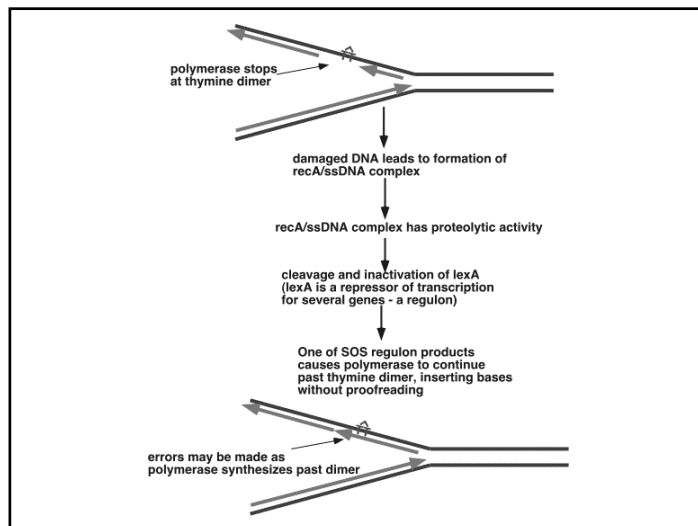 polymerase stops
at thymine dimer
damaged DNA leads to formation of
recA/ssDNA complex
recA/ssDNA complex has proteolytic activity
cleavage and inactivation of lexA
(lexA is a repressor of transcription
for several genes - a regulon)
One of SOS regulon products
causes polymerase to continue
past thymine dimer, inserting bases
without proofreading
errors may be made as
polymerase synthesizes past dimer